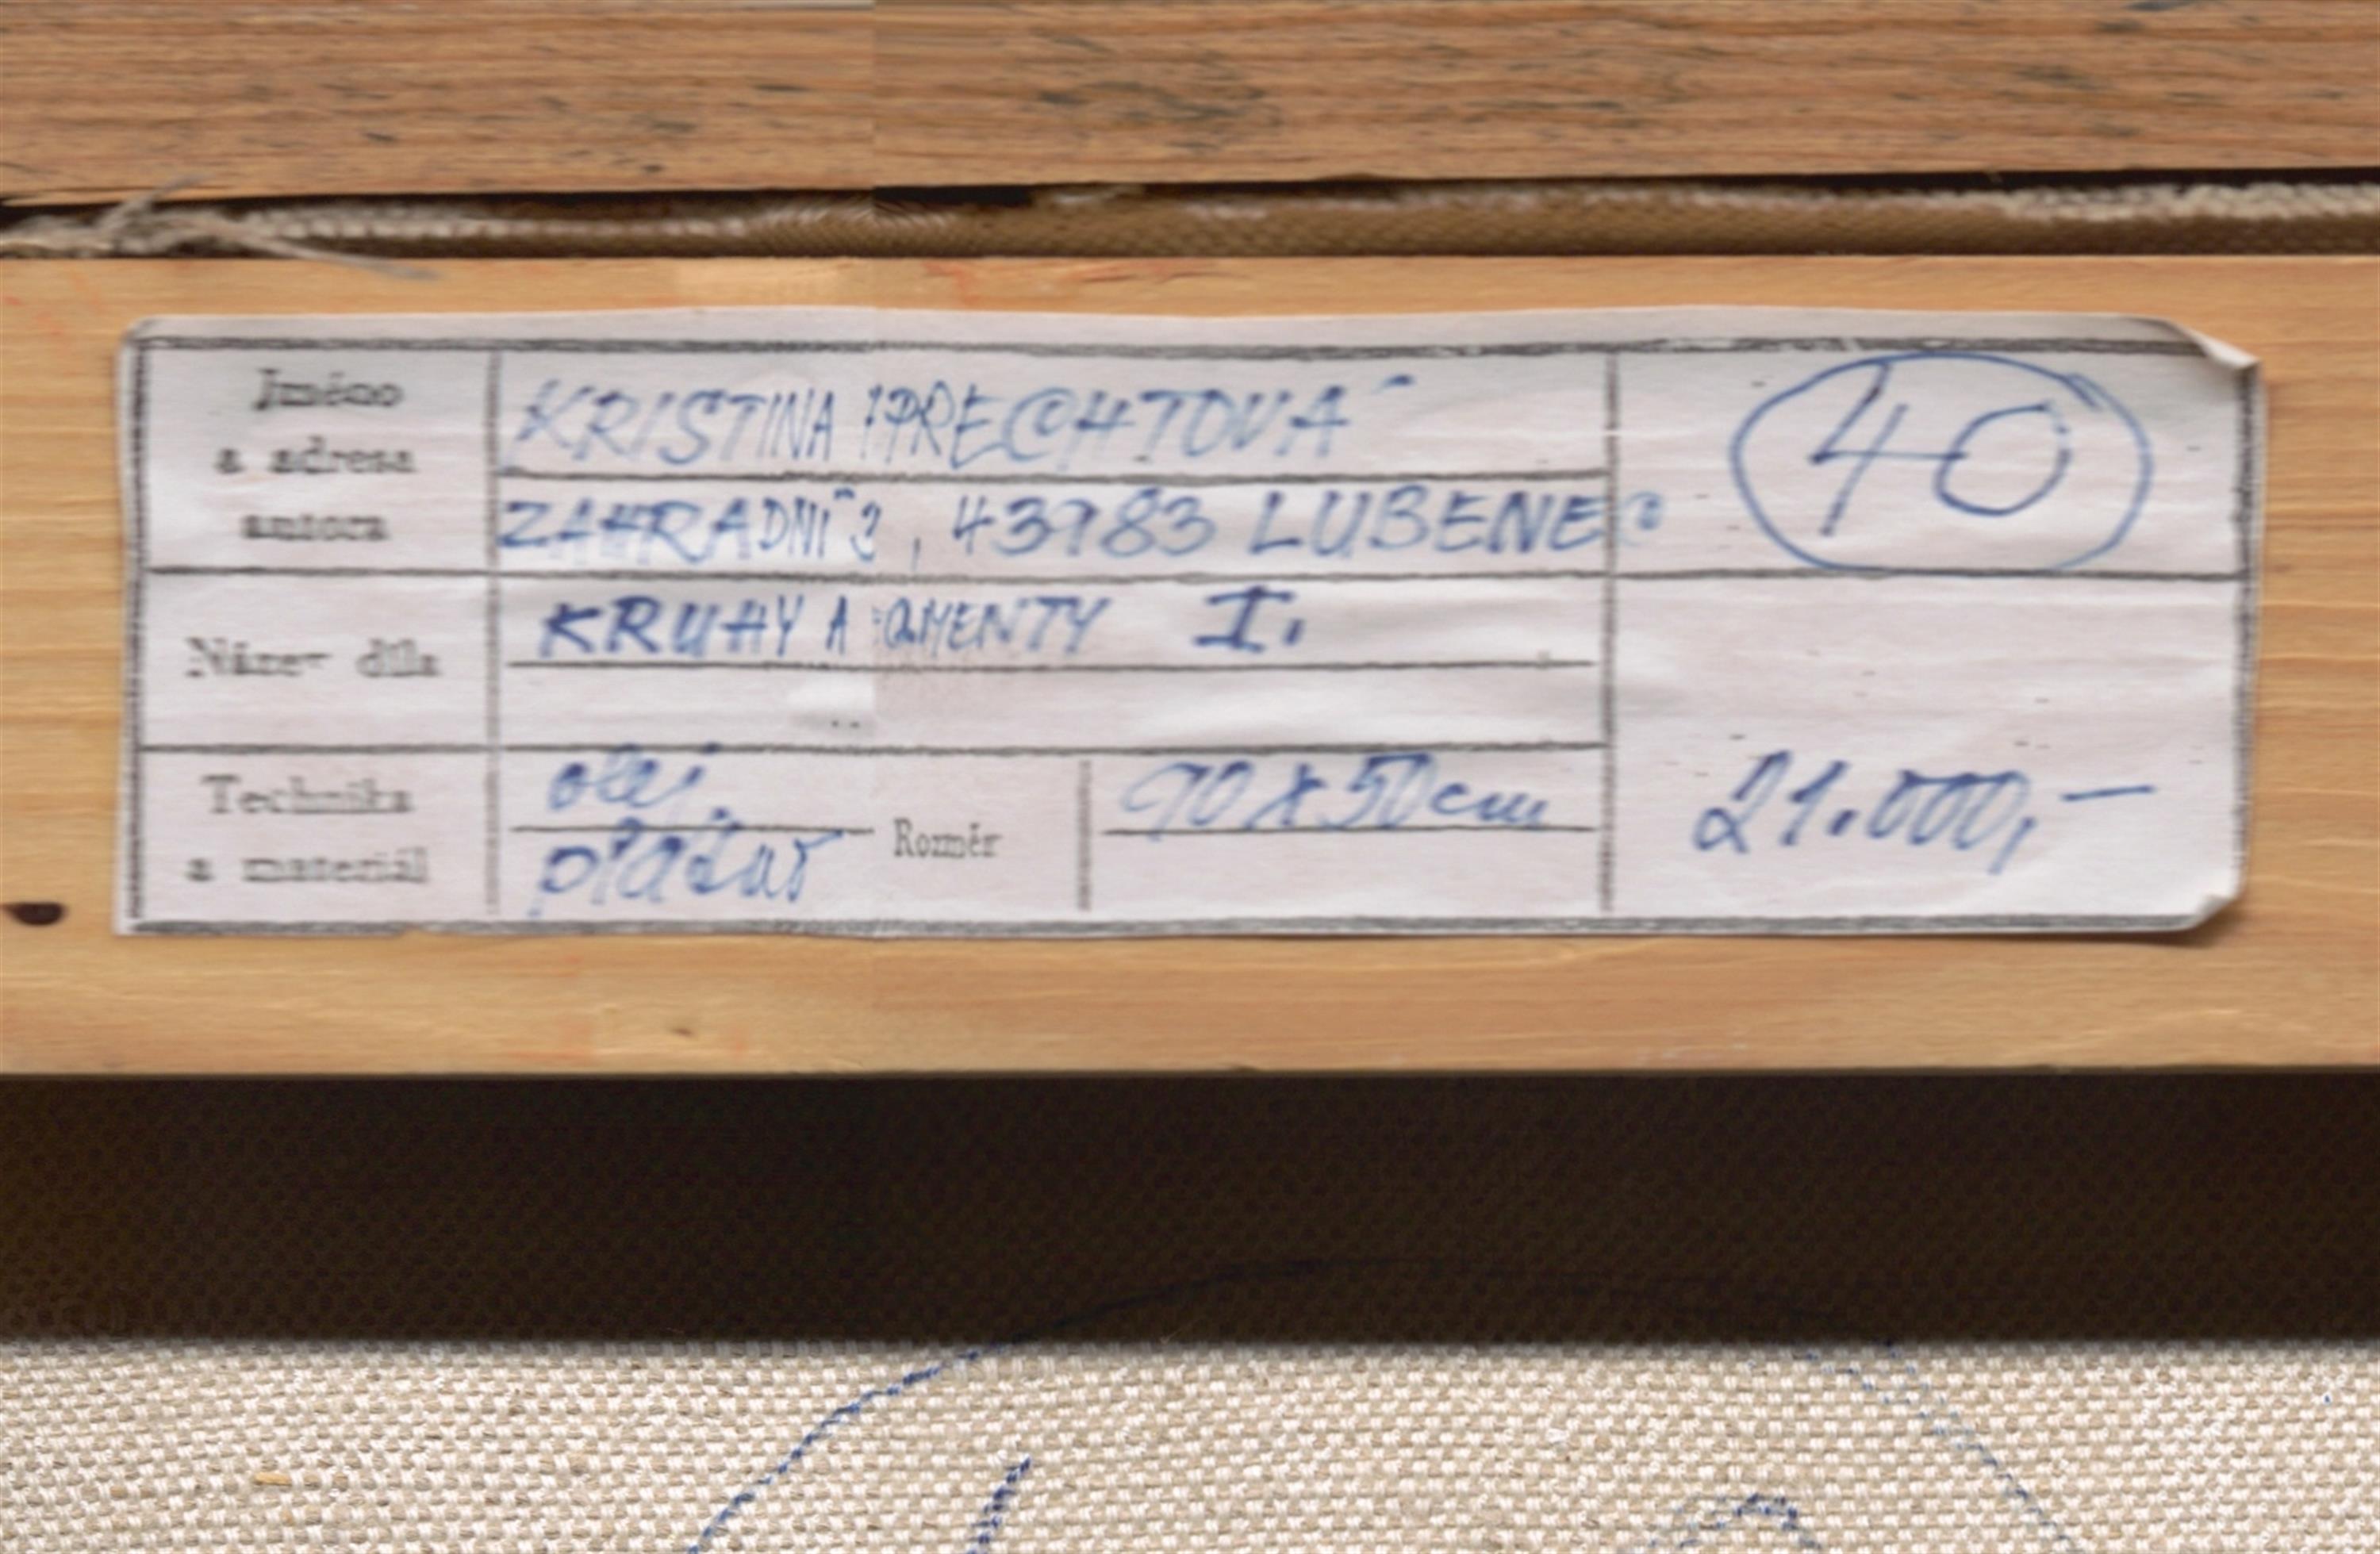 Jméno
a adresa
autora
KRISTINA PRECHTOVÁ
ZAHRADNÍ 43983 LUBENEC
40
Název díla
KRUHY A I.
Technika
a materiál
olej,
plátno
Rozměr
90 x 50 cm
21.000,-